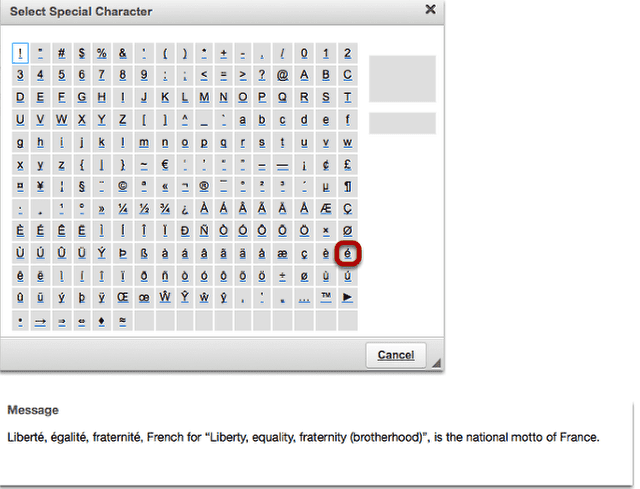 Select Special Character ×
! " # $ % & ' ( ) * + - . / 0 1 2
3 4 5 6 7 8 9 : ; < = > ? @ A B C
D E F G H I J K L M N O P Q R S T
U V W X Y Z [ ] ^ _ ` a b c d e f
g h i j k l m n o p q r s t u v w
x y z { | } ~ € ‘ ’ “ ” – — ¡ ¢ £
¤ ¥ ¦ § ¨ © ª « ¬ ® ¯ ° ² ³ ´ µ ¶
· ¸ ¹ º » ¼ ½ ¾ ¿ À Á Â Ã Ä Å Æ Ç
È É Ê Ë Ì Í Î Ï Ð Ñ Ò Ó Ô Õ Ö × Ø
Ù Ú Û Ü Ý Þ ß à á â ã ä å æ ç è é
ê ë ì í î ï ð ñ ò ó ô õ ö ÷ ø ù ú
û ü ý þ ÿ Œ œ Ŵ Ŷ ŵ ŷ ‚ ‛ „ … ™ ►
• → ⇒ ⇔ ♦ ≈
Cancel
Message
Liberté, égalité, fraternité, French for “Liberty, equality, fraternity (brotherhood)”, is the national motto of France.